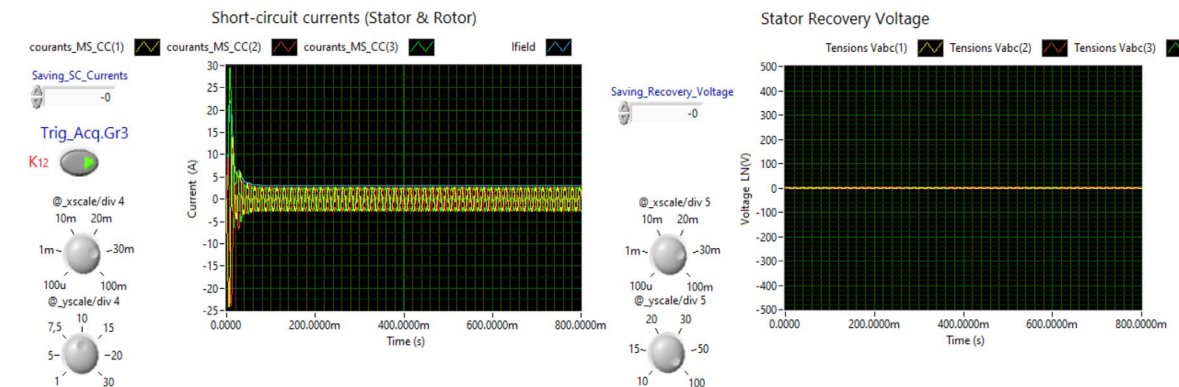 Short-circuit currents (Stator & Rotor)
courants_MS_CC(1) courants_MS_CC(2) courants_MS_CC(3) Ifield
Saving_SC_Currents
-0
Trig_Acq.Gr3
K12
@_xscale/div 4
10m 20m
1m 30m
100u 100m
@_yscale/div 4
10
7,5 15
5 20
1 30
Current (A)
30
25
20
15
10
5
0
-5
-10
-15
-20
-25
0.0000 200.0000m 400.0000m 600.0000m 800.0000m
Time (s)
Stator Recovery Voltage
Tensions Vabc(1) Tensions Vabc(2) Tensions Vabc(3)
Saving_Recovery_Voltage
-0
@_xscale/div 5
10m 20m
1m 30m
100u 100m
@_yscale/div 5
20 30
15 50
10 100
Voltage LN(V)
500
400
300
200
100
0
-100
-200
-300
-400
-500
0.0000 200.0000m 400.0000m 600.0000m 800.0000m
Time (s)